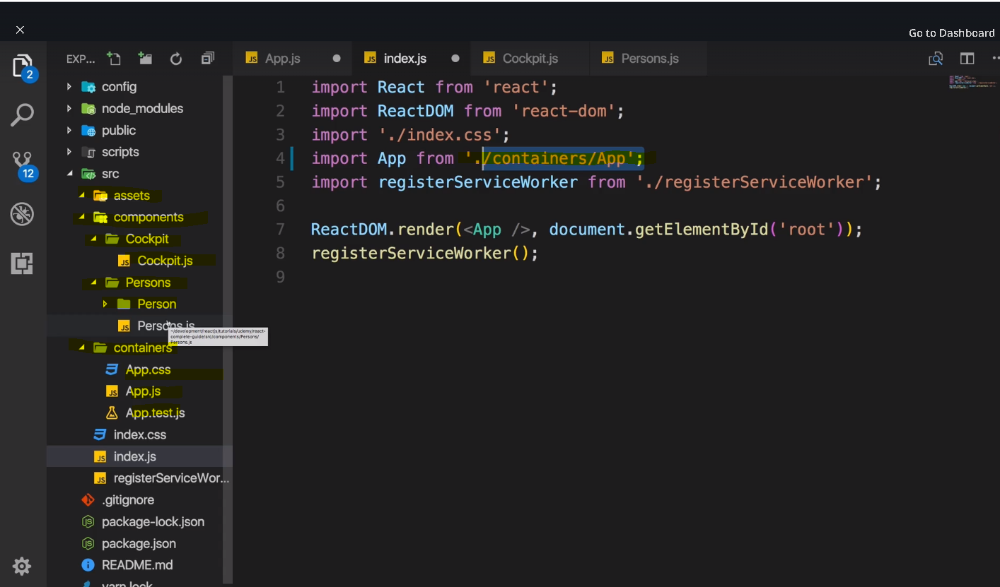 Go to Dashboard
EXP...
App.js
index.js
Cockpit.js
Persons.js
2
12
config
node_modules
public
scripts
src
assets
components
Cockpit
JS Cockpit.js
Persons
Person
JS Persons.js
~/development/reactjs/tutorials/udemy/react-
complete-guide/src/components/Persons/
Persons.js
containers
App.css
JS App.js
App.test.js
index.css
JS index.js
JS registerServiceWor...
.gitignore
package-lock.json
package.json
README.md
yarn.lock
1 import React from 'react';
2 import ReactDOM from 'react-dom';
3 import './index.css';
4 import App from './containers/App';
5 import registerServiceWorker from './registerServiceWorker';
6
7 ReactDOM.render(<App />, document.getElementById('root'));
8 registerServiceWorker();
9